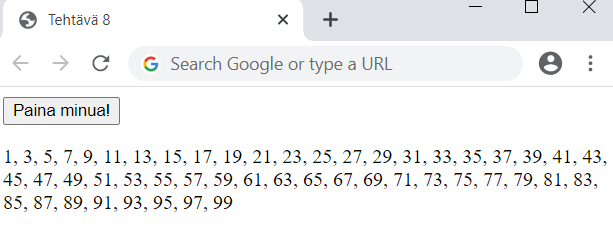 Tehtävä 8
Search Google or type a URL
Paina minua!
1, 3, 5, 7, 9, 11, 13, 15, 17, 19, 21, 23, 25, 27, 29, 31, 33, 35, 37, 39, 41, 43,
45, 47, 49, 51, 53, 55, 57, 59, 61, 63, 65, 67, 69, 71, 73, 75, 77, 79, 81, 83,
85, 87, 89, 91, 93, 95, 97, 99